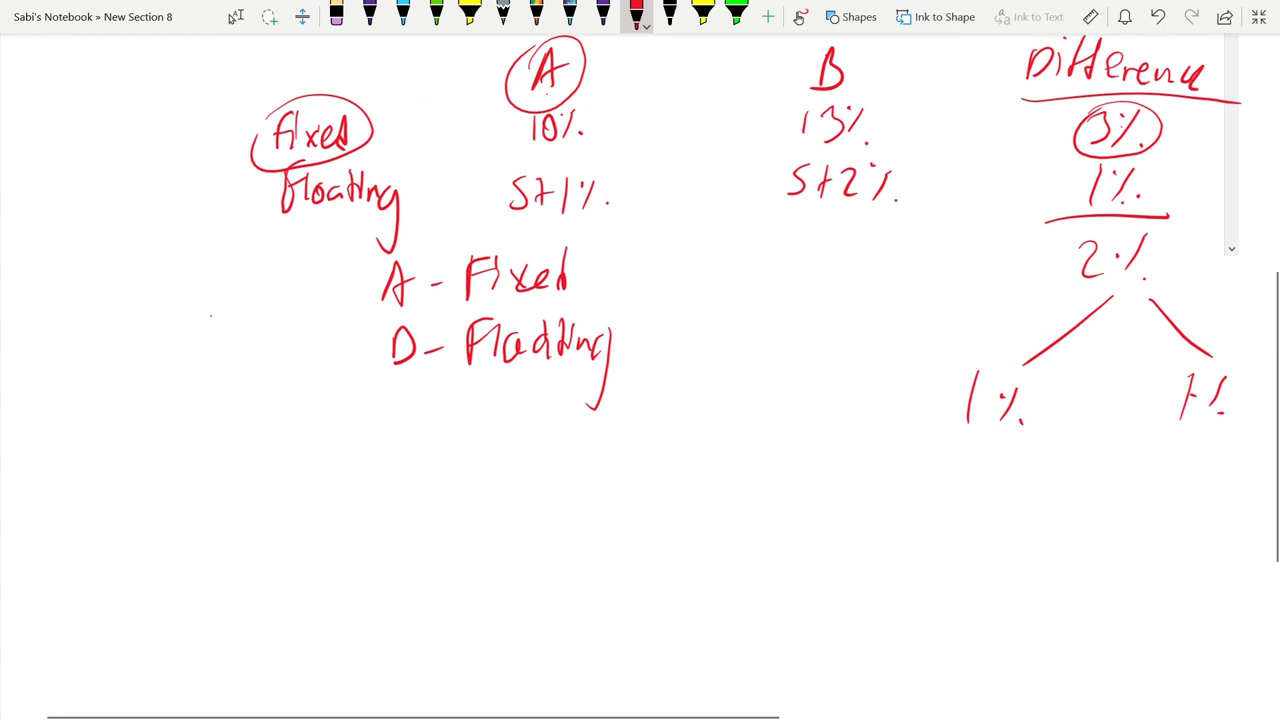 Sabi's Notebook » New Section 8
Shapes
Ink to Shape
Ink to Text
A B Difference
Fixed 10% 13% 3%
Floating S+1% S+2% 1%
2%
A - Fixed
D - Floating
1% 1%